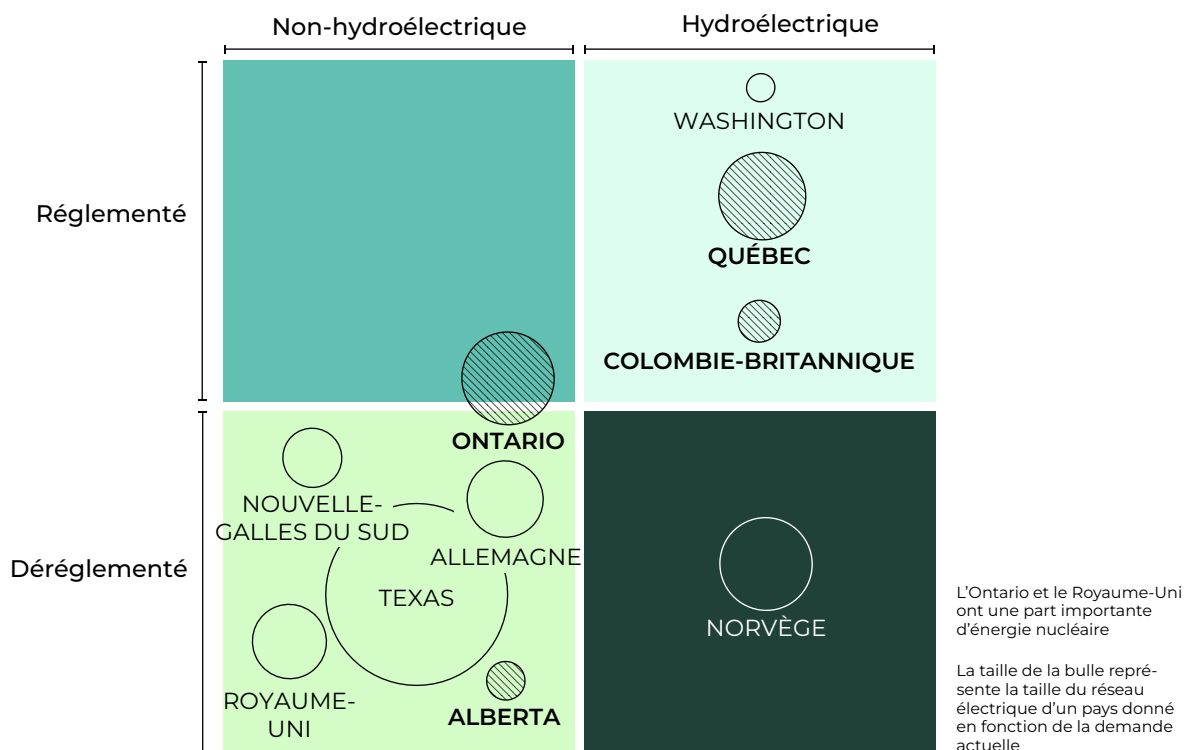 Non-hydroélectrique
Hydroélectrique
Réglementé
WASHINGTON
QUÉBEC
COLOMBIE-BRITANNIQUE
ONTARIO
Déréglementé
NOUVELLE-
GALLES DU SUD
ALLEMAGNE
TEXAS
ROYAUME-
UNI
ALBERTA
NORVÈGE
L'Ontario et le Royaume-Uni
ont une part importante
d'énergie nucléaire
La taille de la bulle repré-
sente la taille du réseau
électrique d'un pays donné
en fonction de la demande
actuelle